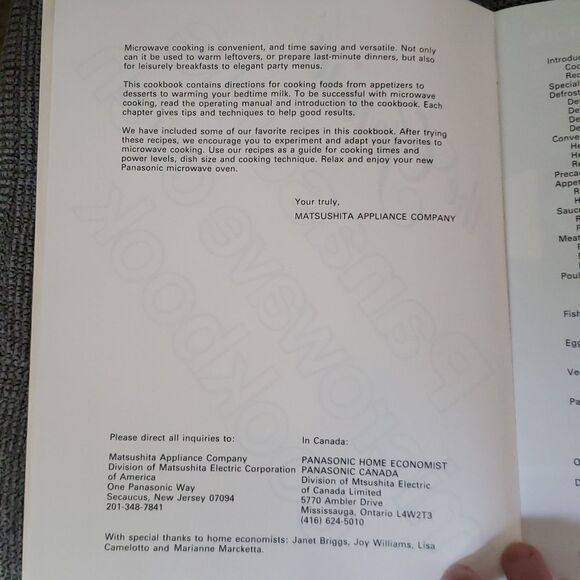 Microwave cooking is convenient, and time saving and versatile. Not only
can it be used to warm leftovers, or prepare last-minute dinners, but also
for leisurely breakfasts to elegant party menus.
This cookbook contains directions for cooking foods from appetizers to
desserts to warming your bedtime milk. To be successful with microwave
cooking, read the operating manual and introduction to the cookbook. Each
chapter gives tips and techniques to help good results.
We have included some of our favorite recipes in this cookbook. After trying
these recipes, we encourage you to experiment and adapt your favorites to
microwave cooking. Use our recipes as a guide for cooking times and
power levels, dish size and cooking technique. Relax and enjoy your new
Panasonic microwave oven.
Your truly,
MATSUSHITA APPLIANCE COMPANY
Please direct all inquiries to:
Matsushita Appliance Company
Division of Matsushita Electric Corporation
of America
One Panasonic Way
Secaucus, New Jersey 07094
201-348-7841
In Canada:
PANASONIC HOME ECONOMIST
PANASONIC CANADA
Division of Mtsushita Electric
of Canada Limited
5770 Ambler Drive
Mississauga, Ontario L4W2T3
(416) 624-5010
With special thanks to home economists: Janet Briggs, Joy Williams, Lisa
Camelotto and Marianne Marcketta.